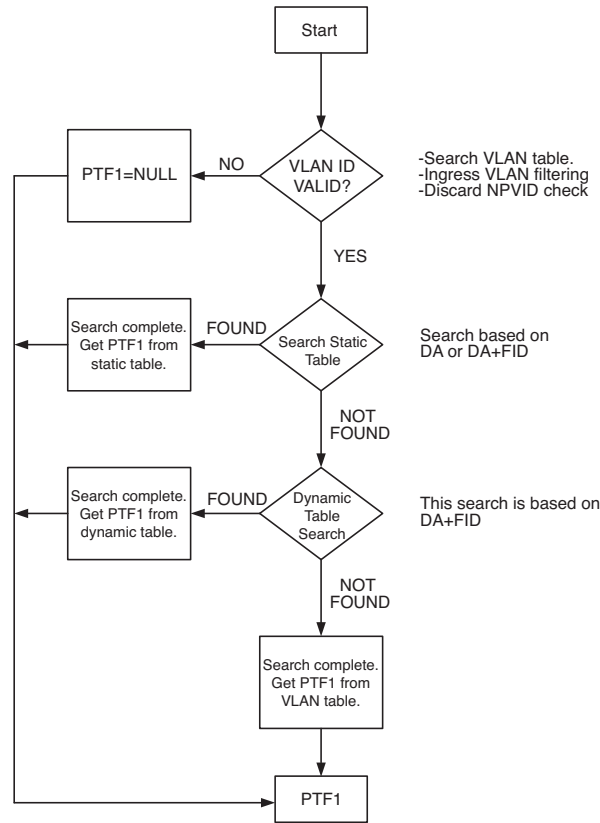 Start
VLAN ID
VALID?
NO
PTF1=NULL
-Search VLAN table.
-Ingress VLAN filtering
-Discard NPVID check
YES
Search Static
Table
FOUND
Search complete.
Get PTF1 from
static table.
Search based on
DA or DA+FID
NOT
FOUND
Dynamic
Table
Search
FOUND
Search complete.
Get PTF1 from
dynamic table.
This search is based on
DA+FID
NOT
FOUND
Search complete.
Get PTF1 from
VLAN table.
PTF1